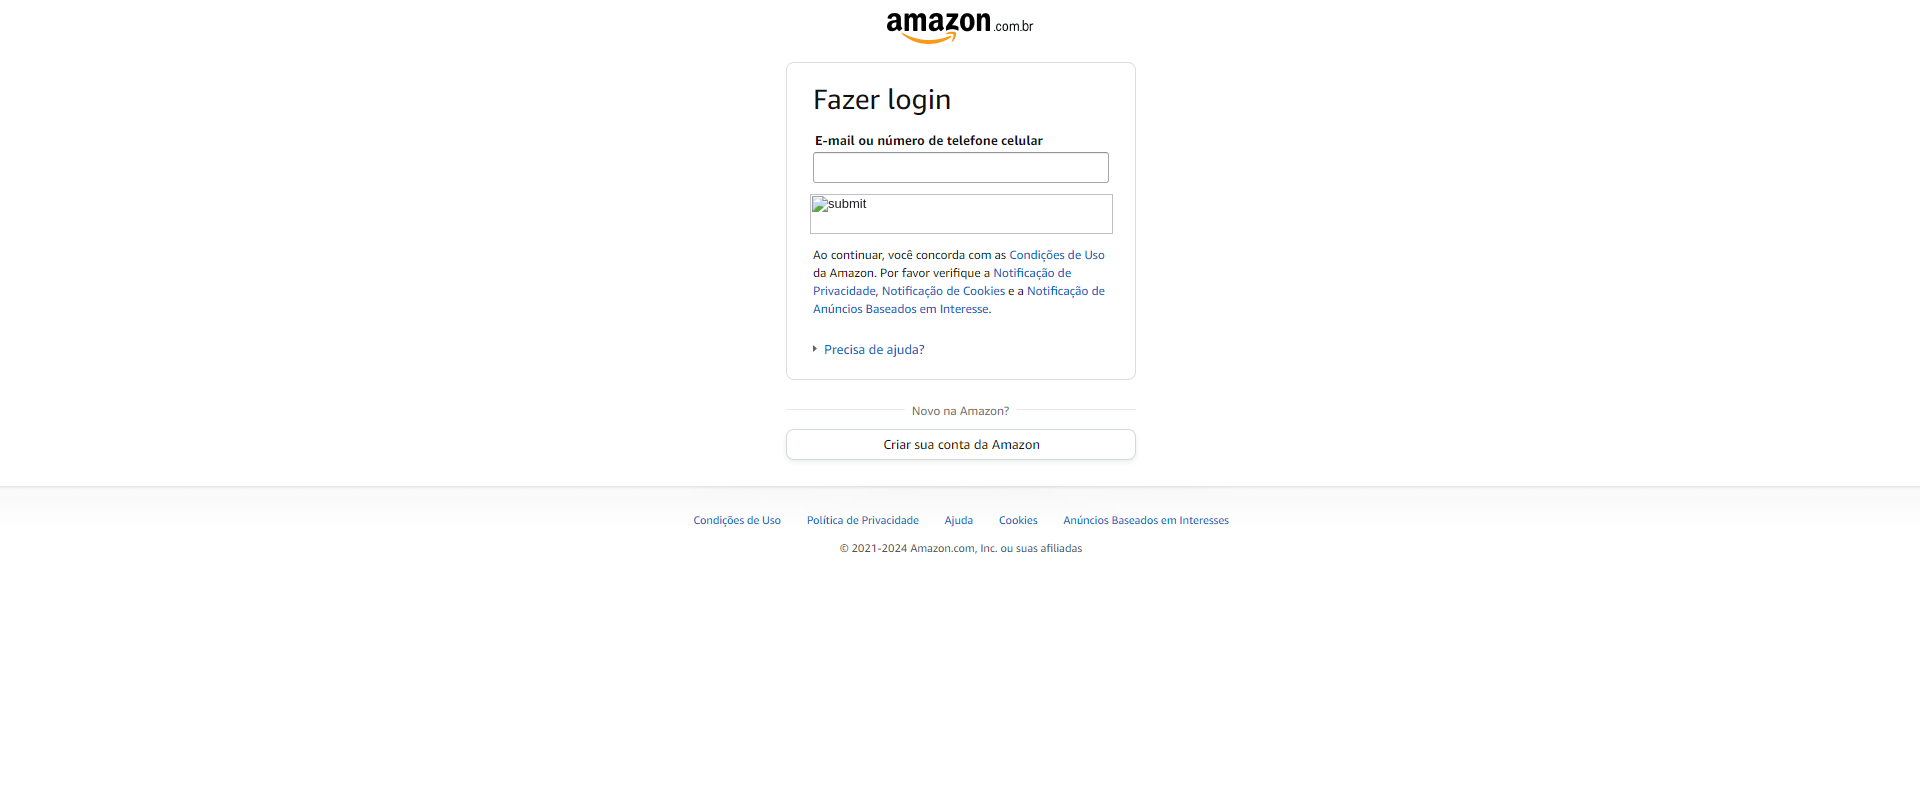 amazon.com.br
Fazer login
E-mail ou número de telefone celular
submit
Ao continuar, você concorda com as Condições de Uso
da Amazon. Por favor verifique a Notificação de
Privacidade, Notificação de Cookies e a Notificação de
Anúncios Baseados em Interesse.
Precisa de ajuda?
Novo na Amazon?
Criar sua conta da Amazon
Condições de Uso Política de Privacidade Ajuda Cookies Anúncios Baseados em Interesses
© 2021-2024 Amazon.com, Inc. ou suas afiliadas